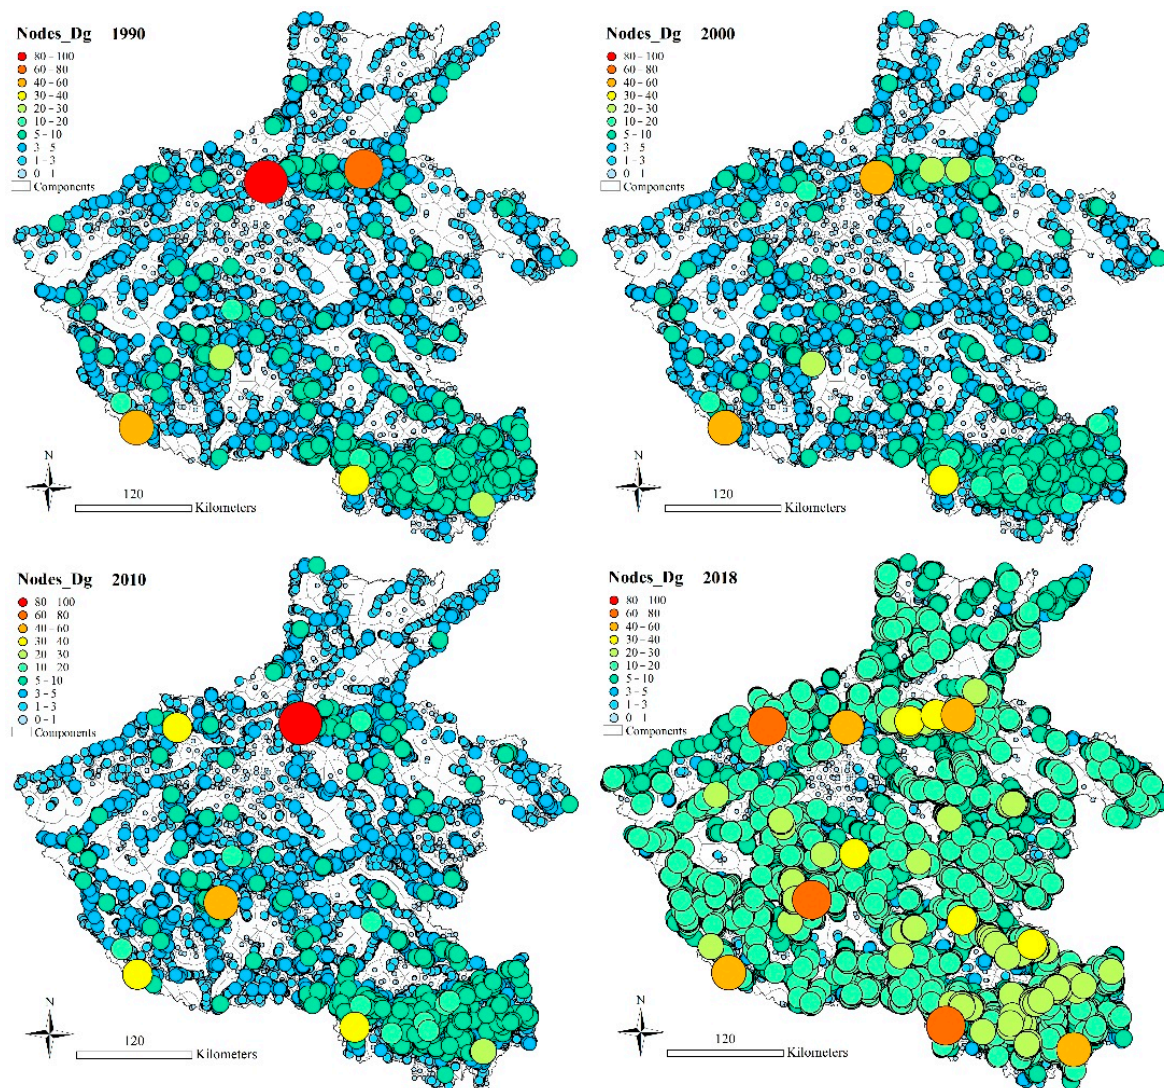 Nodes_Dg 1990
80 - 100
60 - 80
40 - 60
30 - 40
20 - 30
10 - 20
5 - 10
3 - 5
1 - 3
0 - 1
Components
N
120
Kilometers
Nodes_Dg 2000
80 - 100
60 - 80
40 - 60
30 - 40
20 - 30
10 - 20
5 - 10
3 - 5
1 - 3
0 - 1
Components
N
120
Kilometers
Nodes_Dg 2010
80 - 100
60 - 80
40 - 60
30 - 40
20 - 30
10 - 20
5 - 10
3 - 5
1 - 3
0 - 1
Components
N
120
Kilometers
Nodes_Dg 2018
80 - 100
60 - 80
40 - 60
30 - 40
20 - 30
10 - 20
5 - 10
3 - 5
1 - 3
0 - 1
Components
N
120
Kilometers